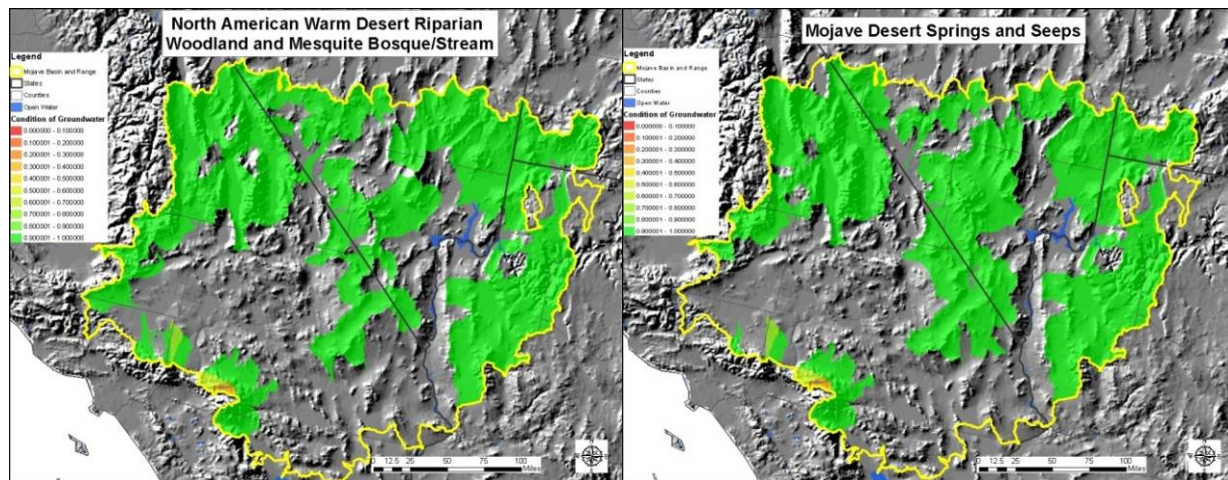 North American Warm Desert Riparian
Woodland and Mesquite Bosque/Stream
Legend
Mojave Basin and Range
States
Counties
Open Water
Condition of Groundwater
0.000000 - 0.100000
0.100001 - 0.200000
0.200001 - 0.300000
0.300001 - 0.400000
0.400001 - 0.500000
0.500001 - 0.600000
0.600001 - 0.700000
0.700001 - 0.800000
0.800001 - 0.900000
0.900001 - 1.000000
0 12.5 25 50 75 100
Miles
Mojave Desert Springs and Seeps
Legend
Mojave Basin and Range
States
Counties
Open Water
Condition of Groundwater
0.000000 - 0.100000
0.100001 - 0.200000
0.200001 - 0.300000
0.300001 - 0.400000
0.400001 - 0.500000
0.500001 - 0.600000
0.600001 - 0.700000
0.700001 - 0.800000
0.800001 - 0.900000
0.900001 - 1.000000
0 12.5 25 50 75 100
Miles